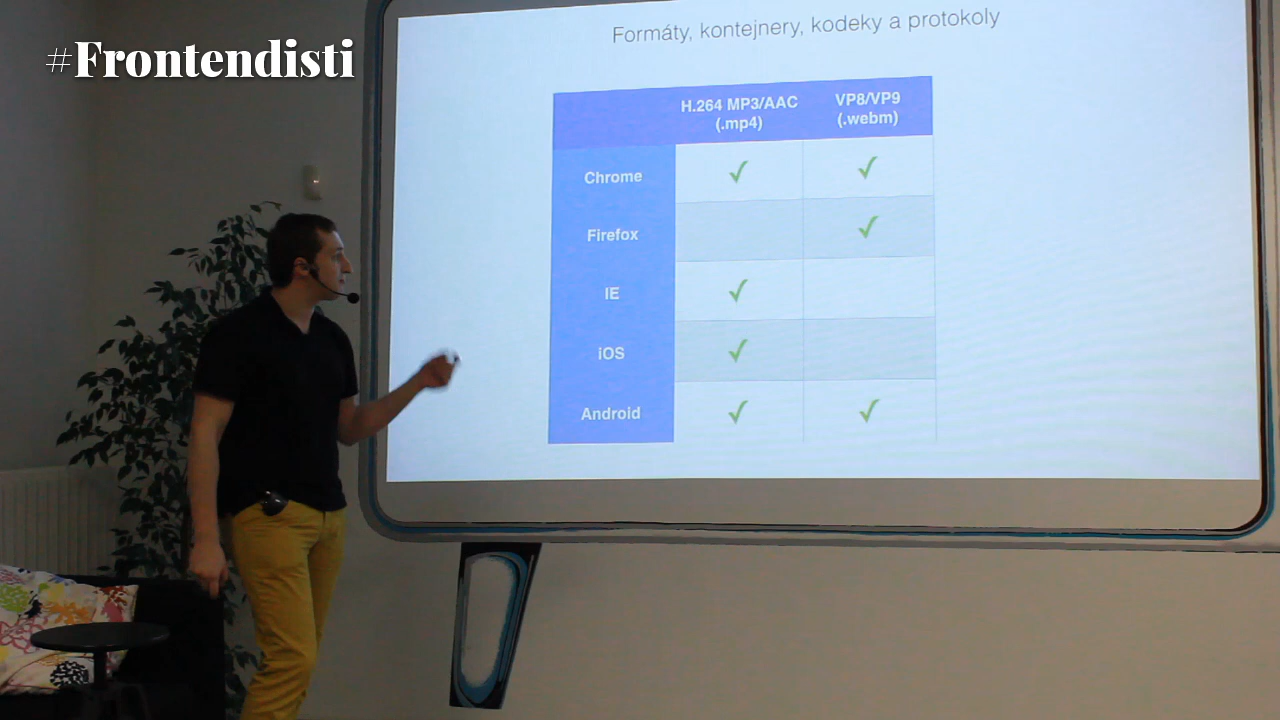 #Frontendisti
Formáty, kontejnery, kodeky a protokoly
H.264 MP3/AAC
(.mp4)
VP8/VP9
(.webm)
Chrome ✓ ✓
Firefox ✓
IE ✓
iOS ✓
Android ✓ ✓